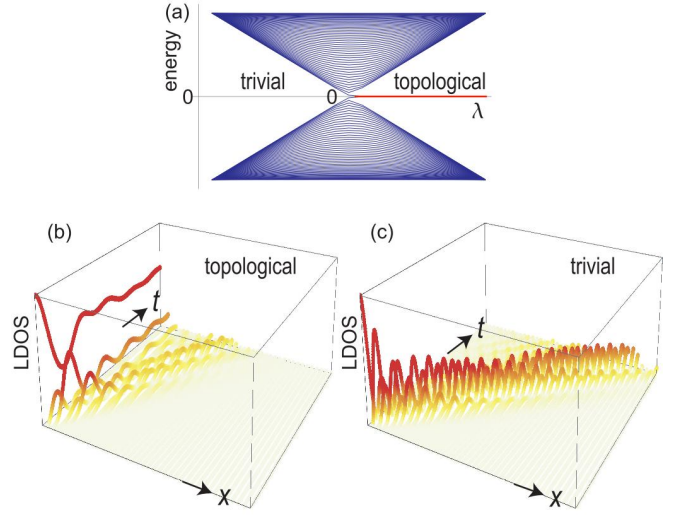 (a)
energy
trivial
topological
0
0
λ
(b)
topological
t
LDOS
x
(c)
trivial
t
LDOS
x